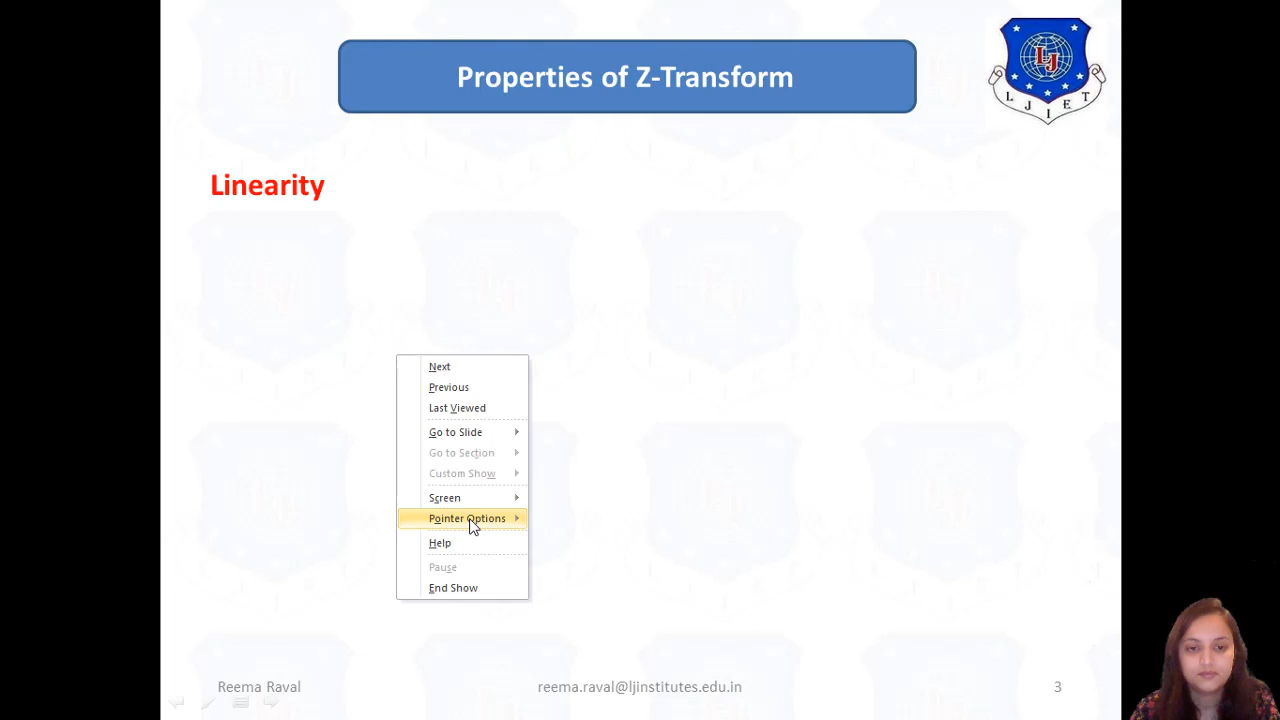 Properties of Z-Transform
LJ
L J I E T
Linearity
Next
Previous
Last Viewed
Go to Slide
Go to Section
Custom Show
Screen
Pointer Options
Help
Pause
End Show
Reema Raval
reema.raval@ljinstitutes.edu.in
3